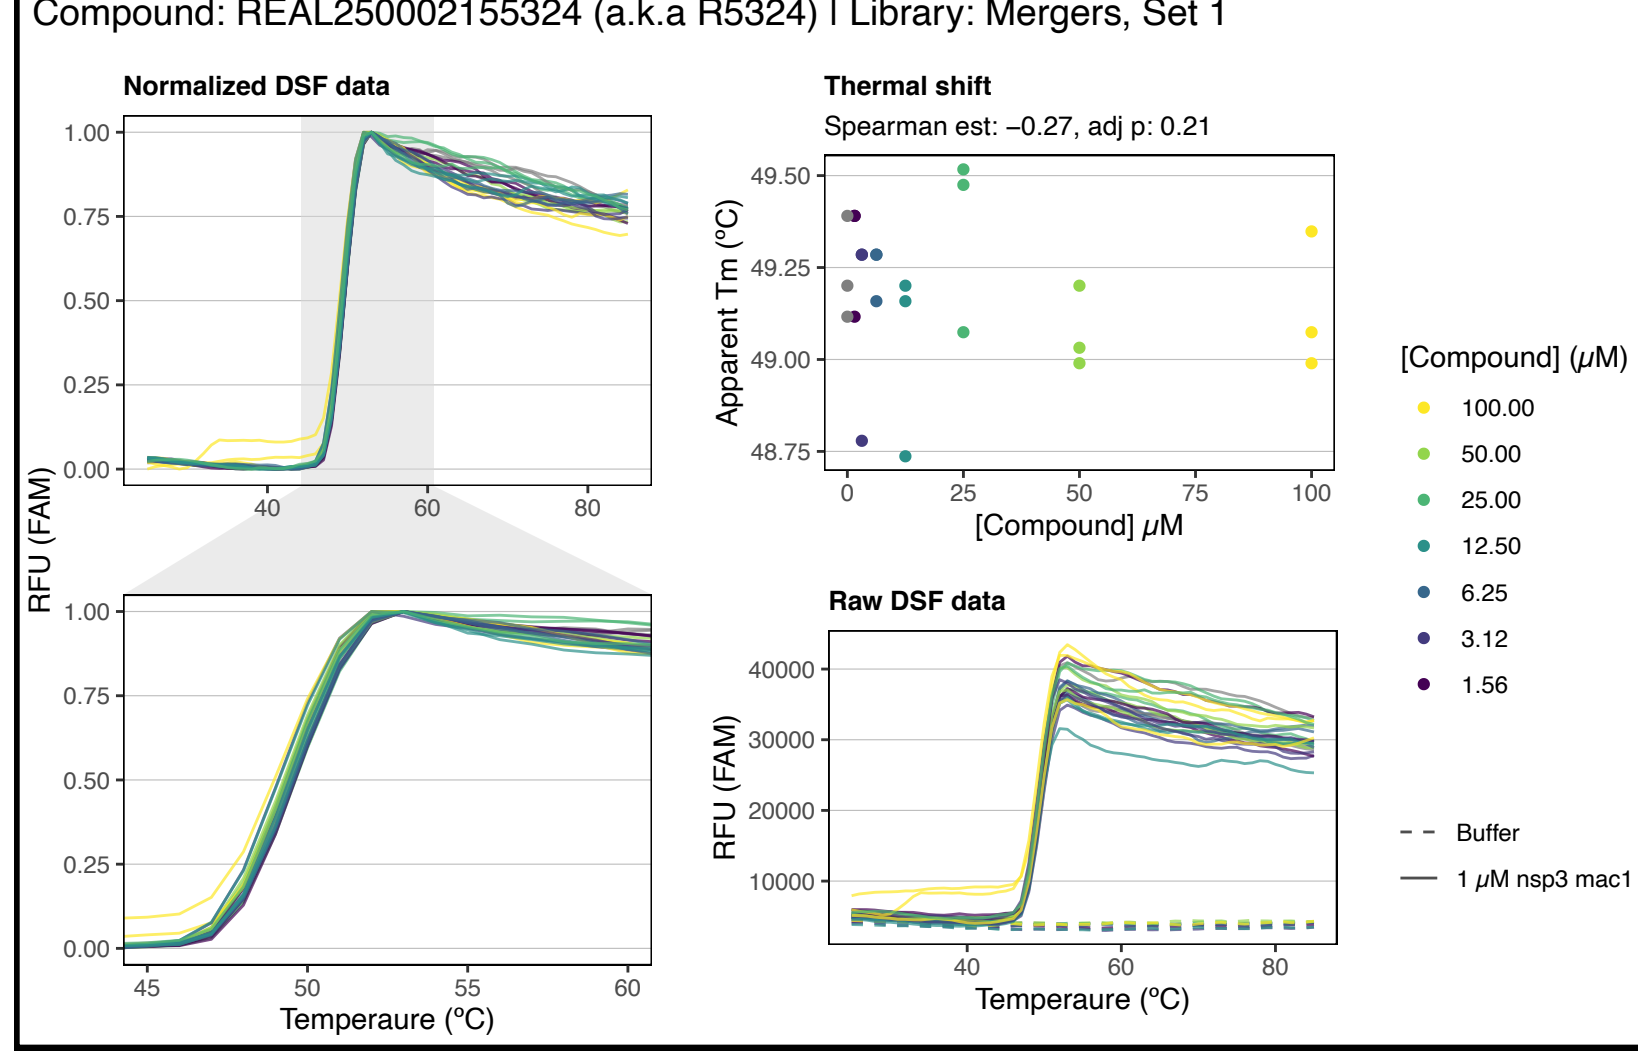 Compound: REAL250002155324 (a.k.a R5324) | Library: Mergers, Set 1
Normalized DSF data
1.00
0.75
0.50
0.25
0.00
40
60
80
RFU (FAM)
1.00
0.75
0.50
0.25
0.00
45
50
55
60
Temperaure (ºC)
Thermal shift
Spearman est: −0.27, adj p: 0.21
Apparent Tm (ºC)
49.50
49.25
49.00
48.75
0
25
50
75
100
[Compound] µM
Raw DSF data
RFU (FAM)
40000
30000
20000
10000
40
60
80
Temperaure (ºC)
[Compound] (µM)
100.00
50.00
25.00
12.50
6.25
3.12
1.56
Buffer
1 µM nsp3 mac1